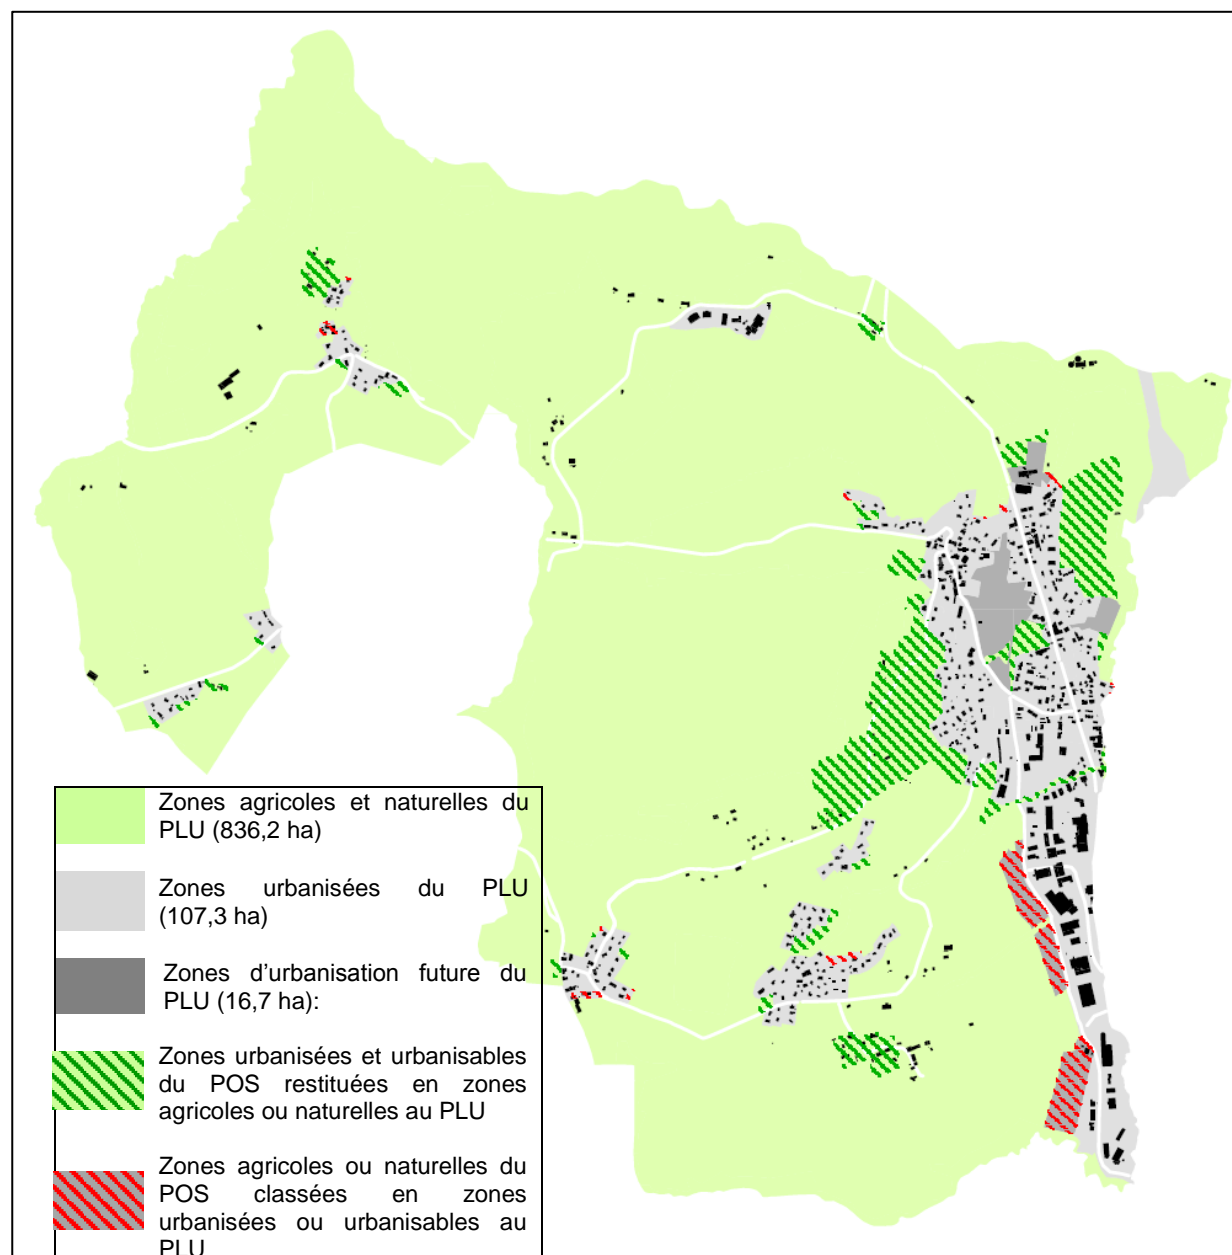 Zones agricoles et naturelles du
PLU (836,2 ha)
Zones urbanisées du PLU
(107,3 ha)
Zones d’urbanisation future du
PLU (16,7 ha):
Zones urbanisées et urbanisables
du POS restituées en zones
agricoles ou naturelles au PLU
Zones agricoles ou naturelles du
POS classées en zones
urbanisées ou urbanisables au
PLU